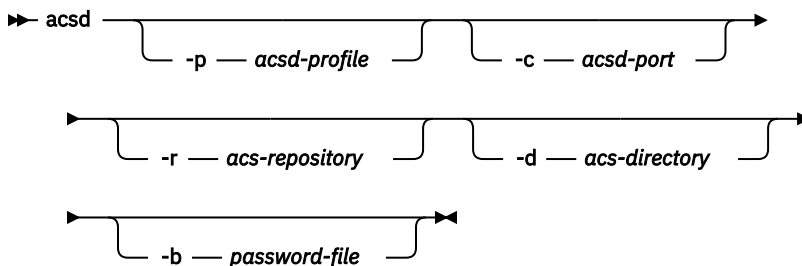 acsd
-p — acsd-profile -c — acsd-port
-r — acs-repository -d — acs-directory
-b — password-file